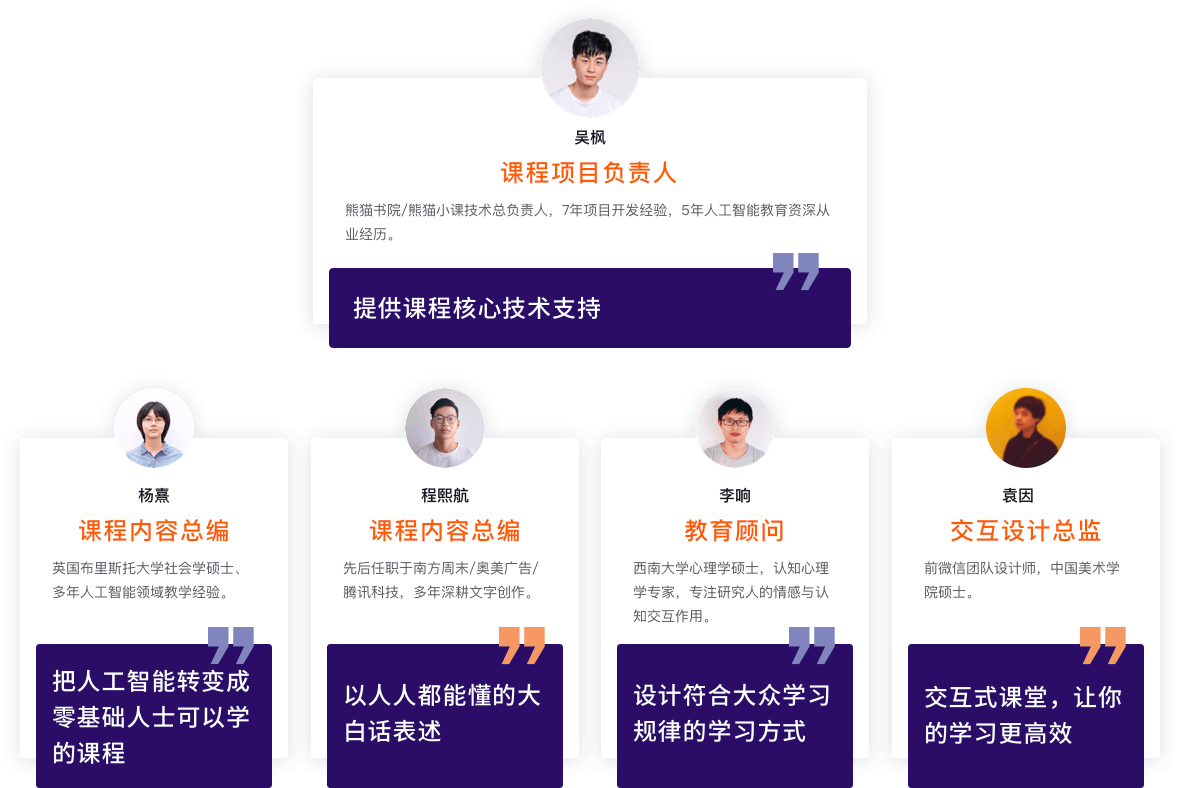 吴枫
课程项目负责人
熊猫书院/熊猫小课技术总负责人，7年项目开发经验，5年人工智能教育资深从
业经历。
提供课程核心技术支持
杨熹
课程内容总编
英国布里斯托大学社会学硕士、
多年人工智能领域教学经验。
把人工智能转变成
零基础人士可以学
的课程
程熙航
课程内容总编
先后任职于南方周末/奥美广告/
腾讯科技，多年深耕文字创作。
以人人都能懂的大
白话表述
李响
教育顾问
西南大学心理学硕士，认知心理
学专家，专注研究人的情感与认
知交互作用。
设计符合大众学习
规律的学习方式
袁因
交互设计总监
前微信团队设计师，中国美术学
院硕士。
交互式课堂，让你
的学习更高效